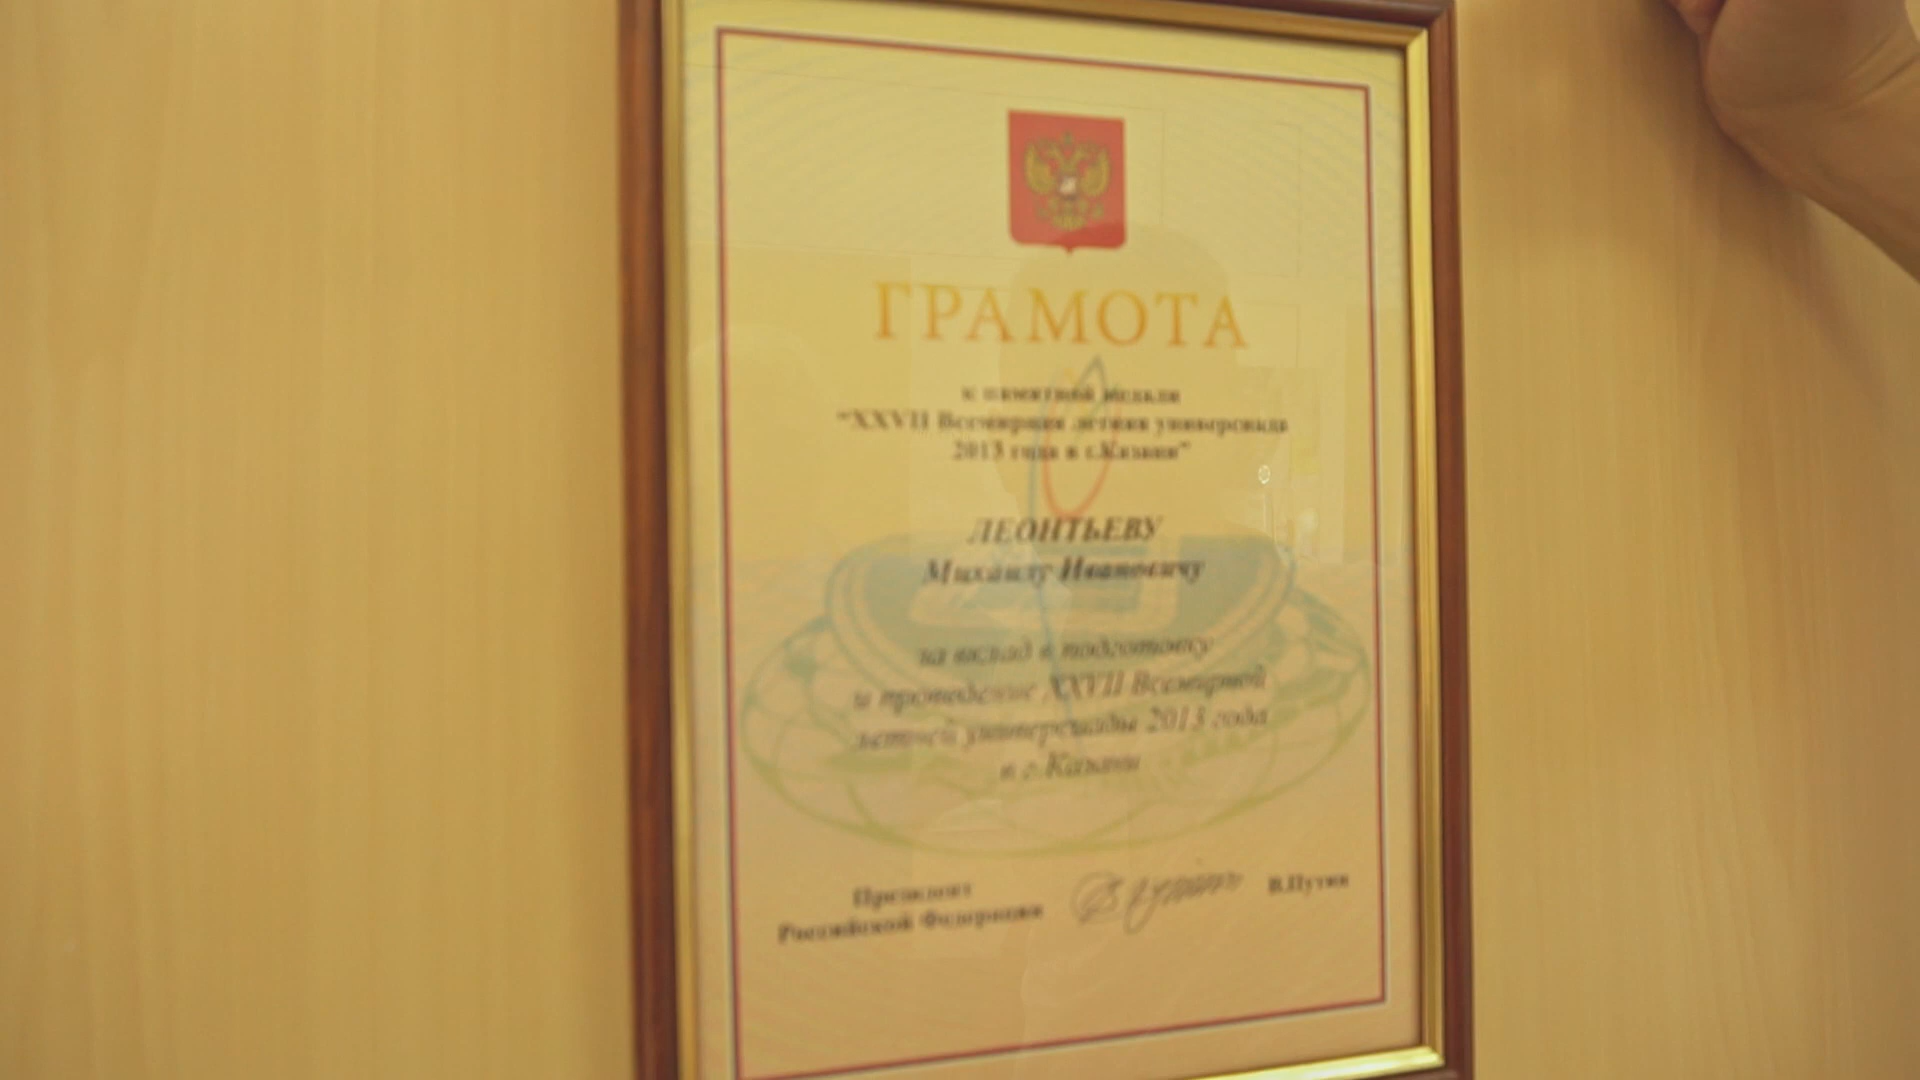 ГРАМОТА
к памятной медали
"XXVII Всемирная летняя универсиада
2013 года в г.Казани"
ЛЕОНТЬЕВУ
Михаилу Ивановичу
за вклад в подготовку
и проведение XXVII Всемирной
летней универсиады 2013 года
в г.Казани
Президент
Российской Федерации
В.Путин